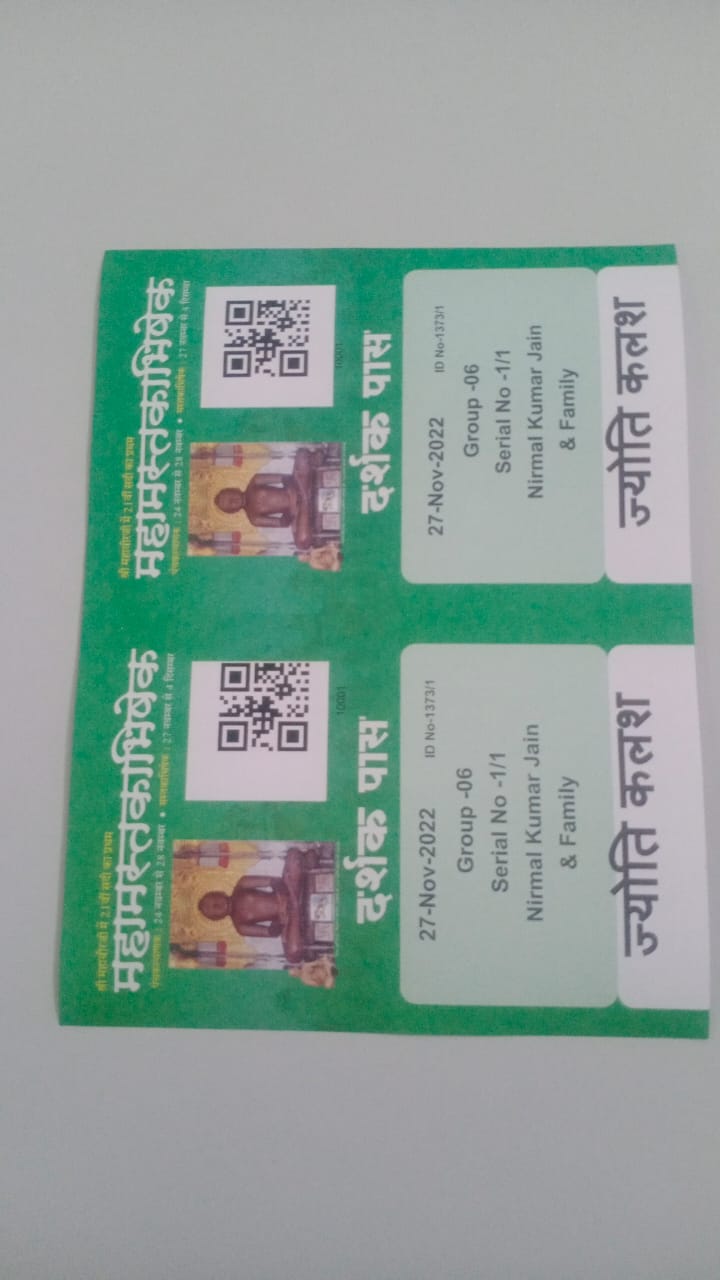 श्री महावीरजी में 21वीं सदी का प्रथम
महामस्तकाभिषेक
पंचकल्याणक : 24 नवम्बर से 28 नवम्बर • मस्तकाभिषेक : 27 नवम्बर से 4 दिसम्बर
10001
दर्शक पास
27-Nov-2022 ID No-1373/1
Group -06
Serial No -1/1
Nirmal Kumar Jain
& Family
ज्योति कलश
श्री महावीरजी में 21वीं सदी का प्रथम
महामस्तकाभिषेक
पंचकल्याणक : 24 नवम्बर से 28 नवम्बर • मस्तकाभिषेक : 27 नवम्बर से 4 दिसम्बर
10001
दर्शक पास
27-Nov-2022 ID No-1373/1
Group -06
Serial No -1/1
Nirmal Kumar Jain
& Family
ज्योति कलश